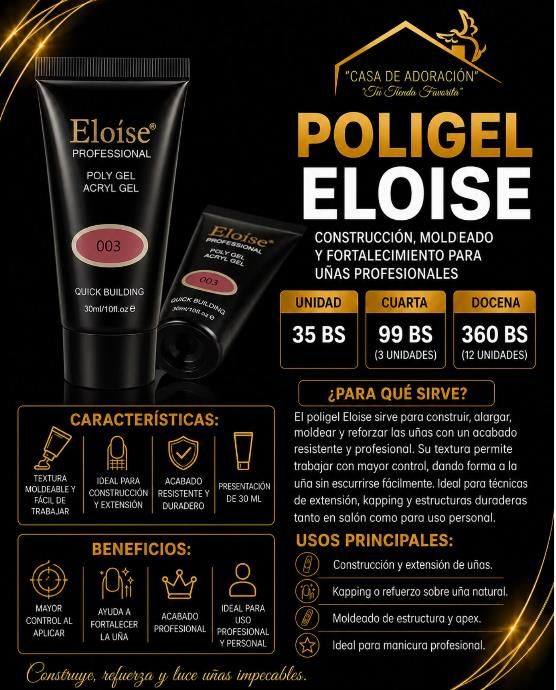 "CASA DE ADORACIÓN"
"Tu Tienda Favorita"
Eloíse®
PROFESSIONAL
POLY GEL
ACRYL GEL
003
QUICK BUILDING
30ml/10fl.oz e
Eloíse®
PROFESSIONAL
POLY GEL
ACRYL GEL
003
QUICK BUILDING
30ml/10fl.oz e
POLIGEL
ELOISE
CONSTRUCCIÓN, MOLDEADO
Y FORTALECIMIENTO PARA
UÑAS PROFESIONALES
UNIDAD
35 BS
CUARTA
99 BS
(3 UNIDADES)
DOCENA
360 BS
(12 UNIDADES)
¿PARA QUÉ SIRVE?
El poligel Eloise sirve para construir, alargar,
moldear y reforzar las uñas con un acabado
resistente y profesional. Su textura permite
trabajar con mayor control, dando forma a la
uña sin escurrirse fácilmente. Ideal para técnicas
de extensión, kapping y estructuras duraderas
tanto en salón como para uso personal.
CARACTERÍSTICAS:
TEXTURA
MOLDEABLE Y
FÁCIL DE
TRABAJAR
IDEAL PARA
CONSTRUCCIÓN
Y EXTENSIÓN
ACABADO
RESISTENTE Y
DURADERO
PRESENTACIÓN
DE 30 ML
BENEFICIOS:
MAYOR
CONTROL AL
APLICAR
AYUDA A
FORTALECER
LA UÑA
ACABADO
PROFESIONAL
IDEAL PARA
USO
PROFESIONAL
Y PERSONAL
USOS PRINCIPALES:
Construcción y extensión de uñas.
Kapping o refuerzo sobre uña natural.
Moldeado de estructura y apex.
Ideal para manicura profesional.
Construye, refuerza y luce uñas impecables.